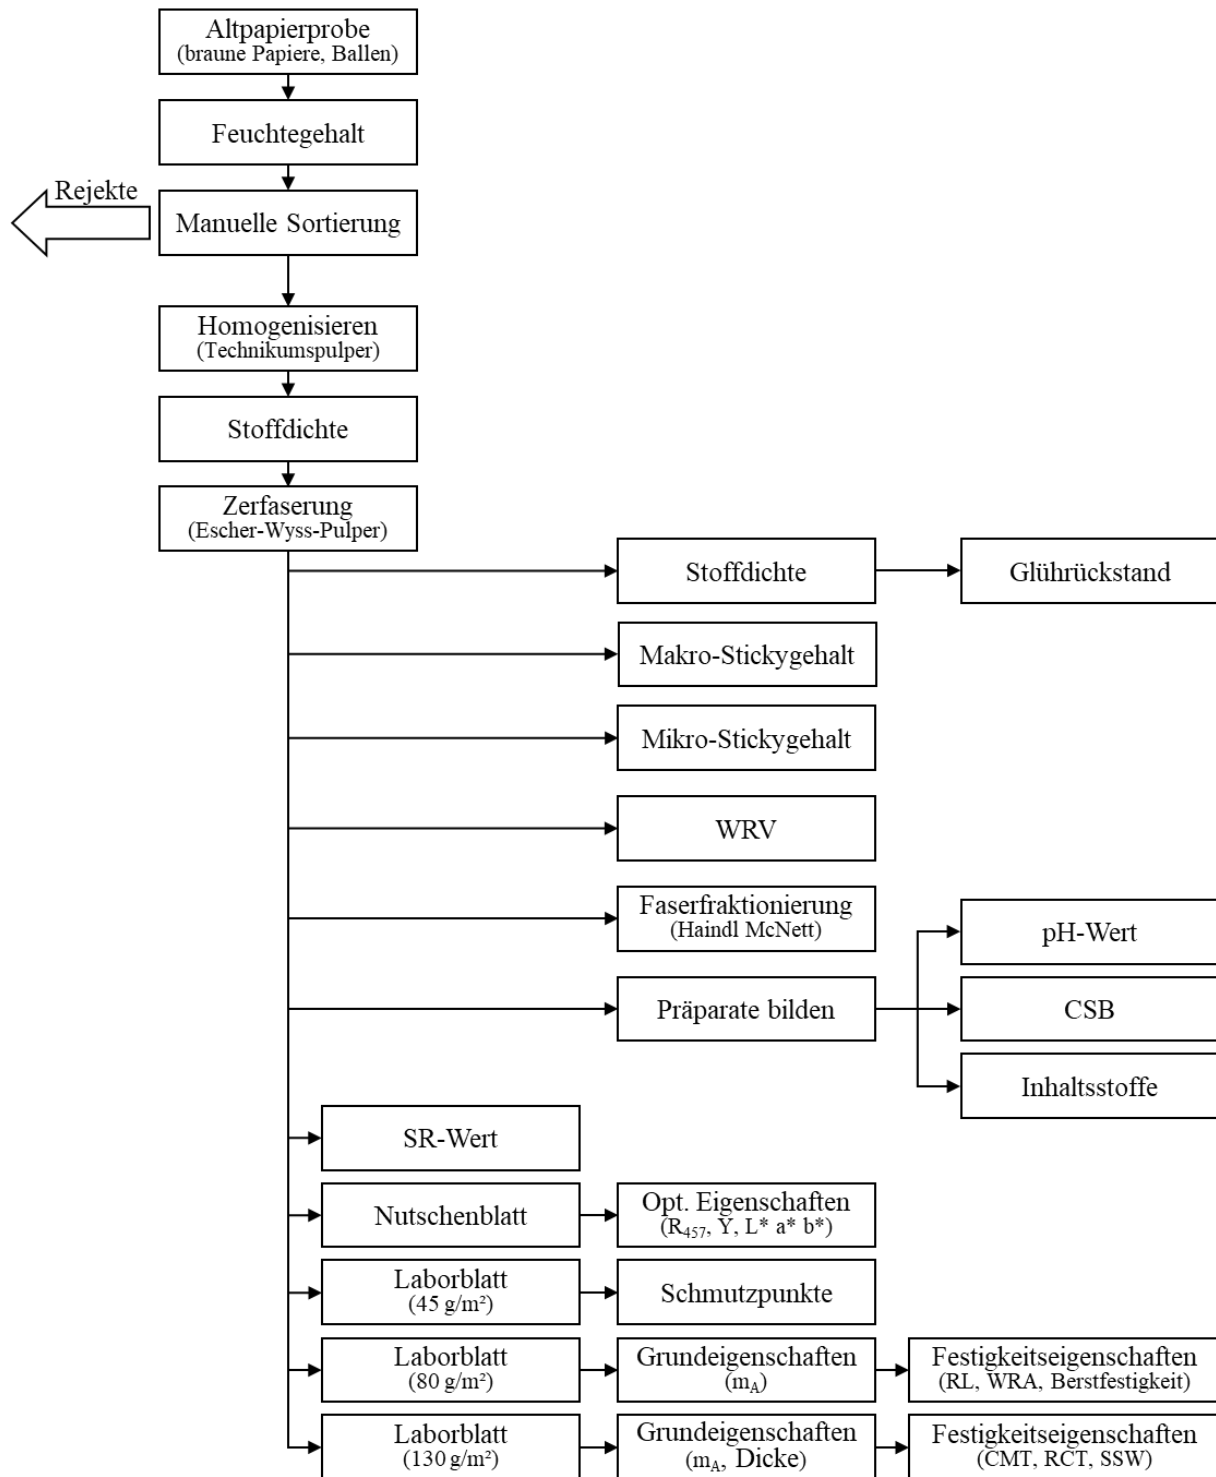 Altpapierprobe
(braune Papiere, Ballen)
Feuchtegehalt
Rejekte
Manuelle Sortierung
Homogenisieren
(Technikumspulper)
Stoffdichte
Zerfaserung
(Escher-Wyss-Pulper)
Stoffdichte
Glührückstand
Makro-Stickygehalt
Mikro-Stickygehalt
WRV
Faserfraktionierung
(Haindl McNett)
Präparate bilden
pH-Wert
CSB
Inhaltsstoffe
SR-Wert
Nutschenblatt
Opt. Eigenschaften
(R₄₅₇, Y, L* a* b*)
Laborblatt
(45 g/m²)
Schmutzpunkte
Laborblatt
(80 g/m²)
Grundeigenschaften
(m_A)
Festigkeitseigenschaften
(RL, WRA, Berstfestigkeit)
Laborblatt
(130 g/m²)
Grundeigenschaften
(m_A, Dicke)
Festigkeitseigenschaften
(CMT, RCT, SSW)